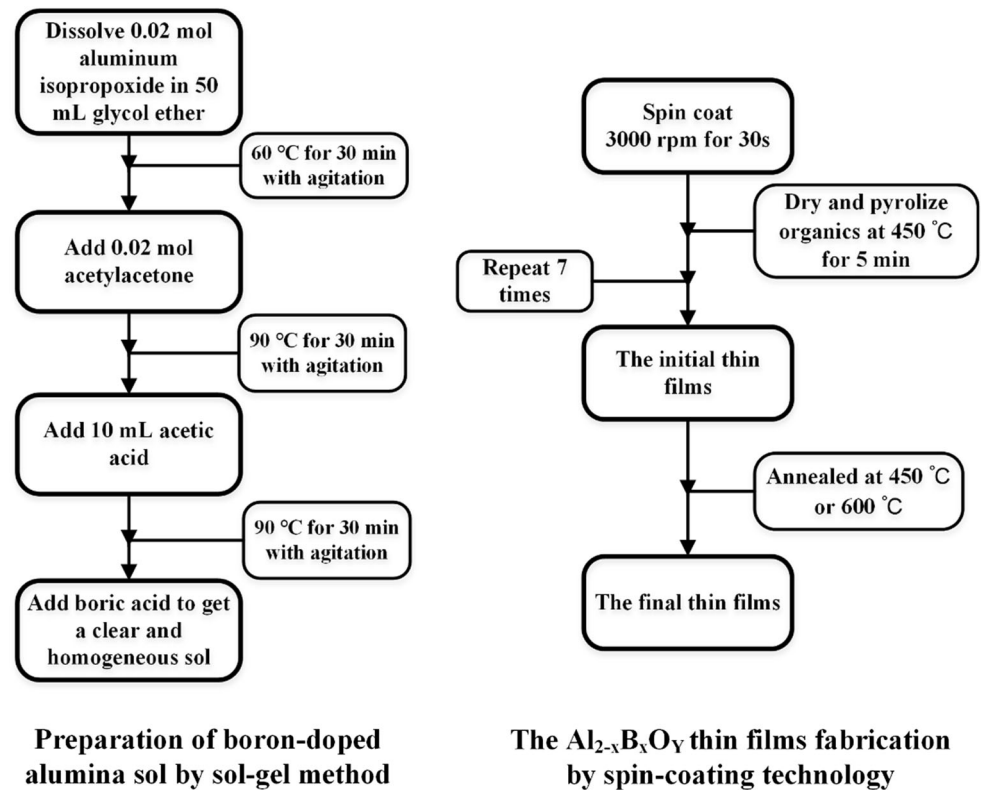 Dissolve 0.02 mol
aluminum
isopropoxide in 50
mL glycol ether
60 ℃ for 30 min
with agitation
Add 0.02 mol
acetylacetone
90 ℃ for 30 min
with agitation
Add 10 mL acetic
acid
90 ℃ for 30 min
with agitation
Add boric acid to get
a clear and
homogeneous sol
Preparation of boron-doped
alumina sol by sol-gel method
Spin coat
3000 rpm for 30s
Dry and pyrolize
organics at 450 ℃
for 5 min
Repeat 7
times
The initial thin
films
Annealed at 450 ℃
or 600 ℃
The final thin films
The Al₂₋ₓBₓO_Y thin films fabrication
by spin-coating technology